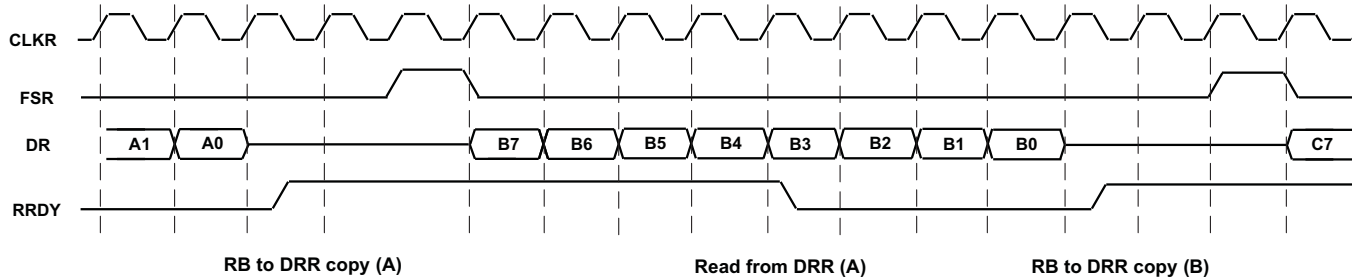 CLKR
FSR
DR A1 A0 B7 B6 B5 B4 B3 B2 B1 B0 C7
RRDY
RB to DRR copy (A) Read from DRR (A) RB to DRR copy (B)